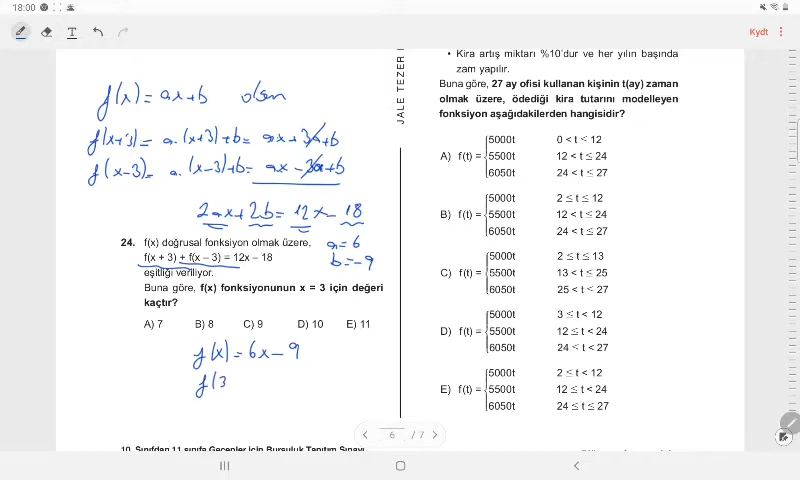 18:00
T
Kydt
f(x) = ax+b olsn
f(x+3) = a.(x+3)+b = ax+3a+b
f(x-3) = a.(x-3)+b = ax-3a+b
2ax+2b = 12x-18
a=6
b=-9
24. f(x) doğrusal fonksiyon olmak üzere,
f(x + 3) + f(x – 3) = 12x – 18
eşitliği veriliyor.
Buna göre, f(x) fonksiyonunun x = 3 için değeri
kaçtır?
A) 7 B) 8 C) 9 D) 10 E) 11
f(x) = 6x-9
f(3
10. Sınıfdan 11 sınıfa Geçenler için Bursluluk Tanıtım Sınavı
JALE TEZER
• Kira artış miktarı %10'dur ve her yılın başında
zam yapılır.
Buna göre, 27 ay ofisi kullanan kişinin t(ay) zaman
olmak üzere, ödediği kira tutarını modelleyen
fonksiyon aşağıdakilerden hangisidir?
5000t 0 < t ≤ 12
A) f(t) = 5500t 12 < t ≤ 24
6050t 24 < t ≤ 27
5000t 2 ≤ t ≤ 12
B) f(t) = 5500t 12 < t ≤ 24
6050t 24 < t ≤ 27
5000t 2 ≤ t ≤ 13
C) f(t) = 5500t 13 < t ≤ 25
6050t 25 < t ≤ 27
5000t 3 ≤ t < 12
D) f(t) = 5500t 12 ≤ t < 24
6050t 24 ≤ t < 27
5000t 2 ≤ t < 12
E) f(t) = 5500t 12 ≤ t < 24
6050t 24 ≤ t ≤ 27
6 / 7